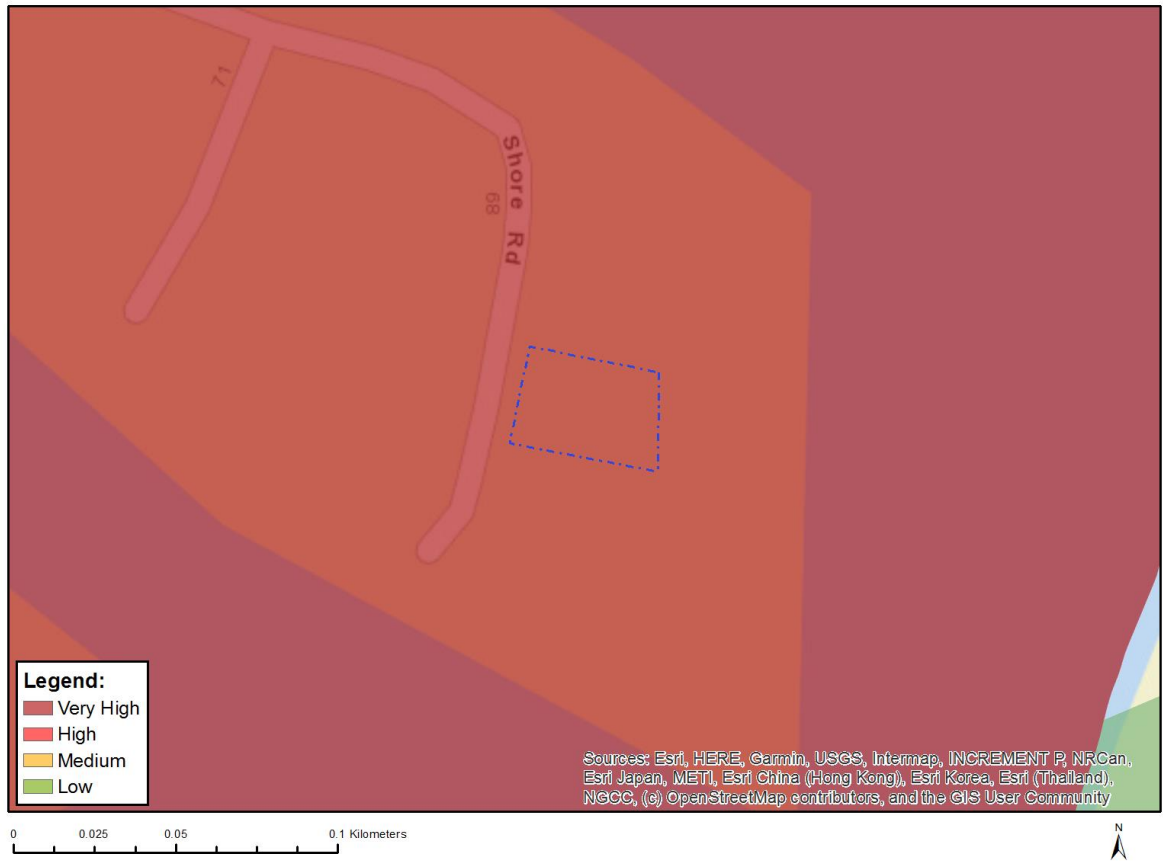 71
Shore Rd
68
Legend:
Very High
High
Medium
Low
Sources: Esri, HERE, Garmin, USGS, Intermap, INCREMENT P, NRCan,
Esri Japan, METI, Esri China (Hong Kong), Esri Korea, Esri (Thailand),
NGCC, (c) OpenStreetMap contributors, and the GIS User Community
0 0.025 0.05 0.1 Kilometers
N